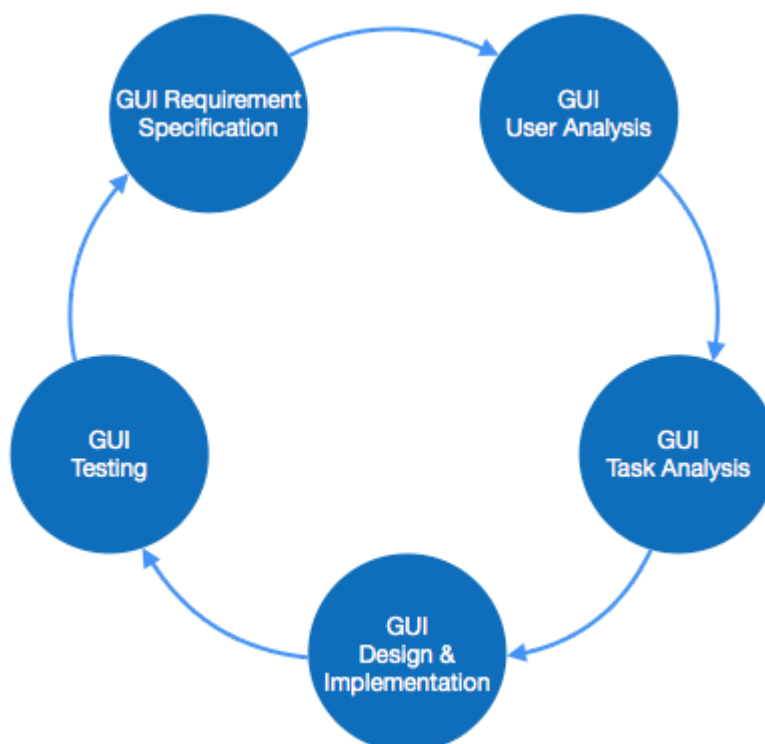 GUI Requirement
Specification
GUI
User Analysis
GUI
Task Analysis
GUI
Design &
Implementation
GUI
Testing